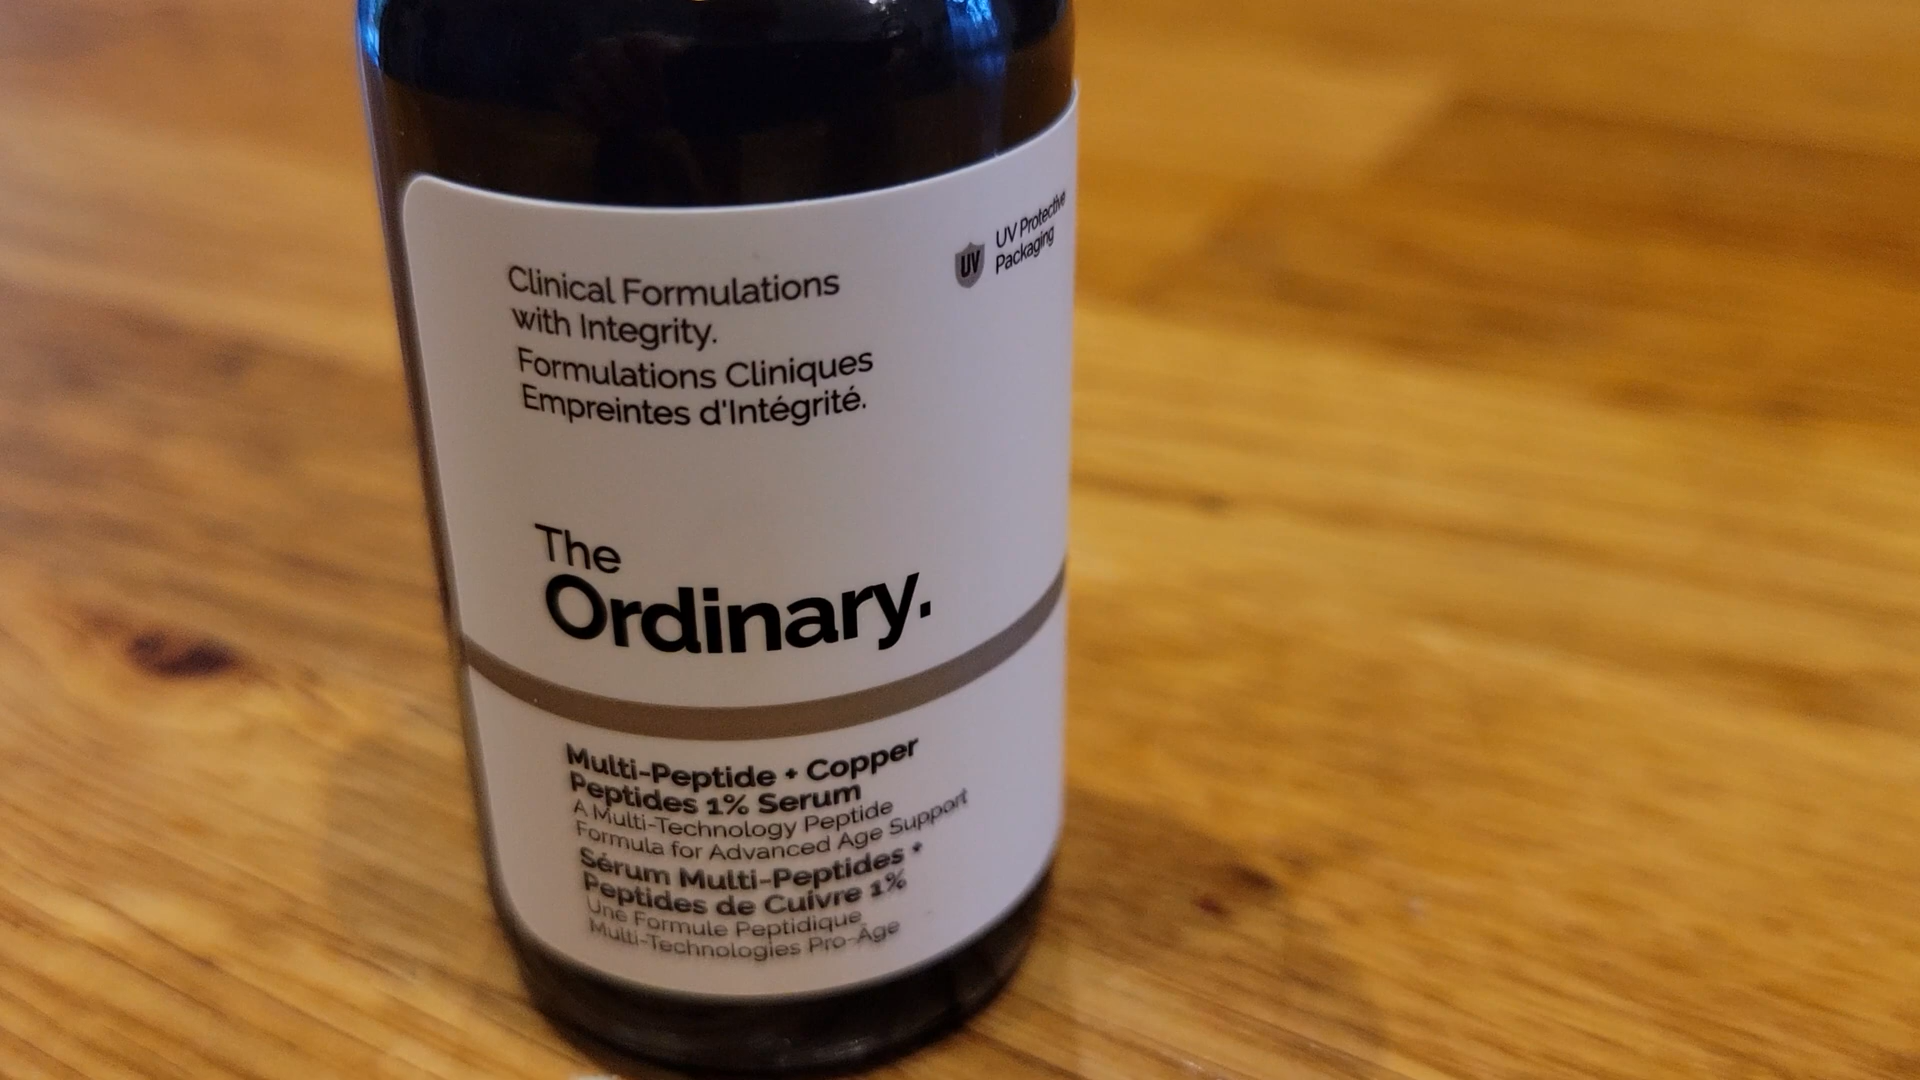 Clinical Formulations
with Integrity.
Formulations Cliniques
Empreintes d'Intégrité.
UV
UV Protective
Packaging
The
Ordinary.
Multi-Peptide + Copper
Peptides 1% Serum
A Multi-Technology Peptide
Formula for Advanced Age Support
Sérum Multi-Peptides +
Peptides de Cuivre 1%
Une Formule Peptidique
Multi-Technologies Pro-Âge